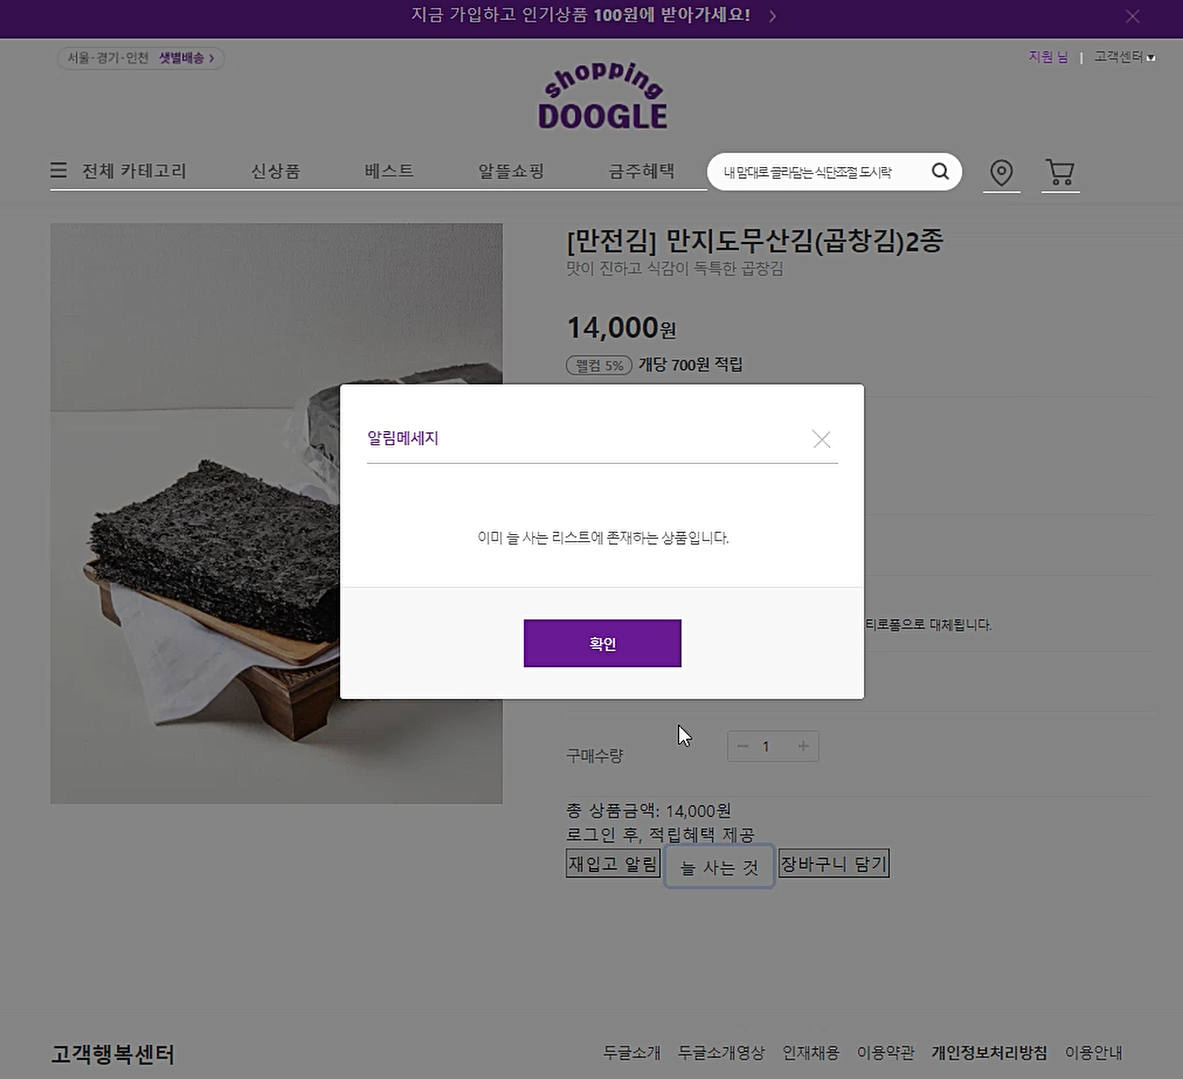 지금 가입하고 인기상품 100원에 받아가세요!
서울·경기·인천 샛별배송
지원 님 | 고객센터
shopping
DOOGLE
전체 카테고리 신상품 베스트 알뜰쇼핑 금주혜택 내 맘대로 골라담는 식단조절 도시락
[만전김] 만지도무산김(곱창김)2종
맛이 진하고 식감이 독특한 곱창김
14,000원
웰컴 5% 개당 700원 적립
알림메세지
이미 늘 사는 리스트에 존재하는 상품입니다.
티로폼으로 대체됩니다.
확인
구매수량 1
총 상품금액: 14,000원
로그인 후, 적립혜택 제공
재입고 알림 늘 사는 것 장바구니 담기
고객행복센터 두글소개 두글소개영상 인재채용 이용약관 개인정보처리방침 이용안내